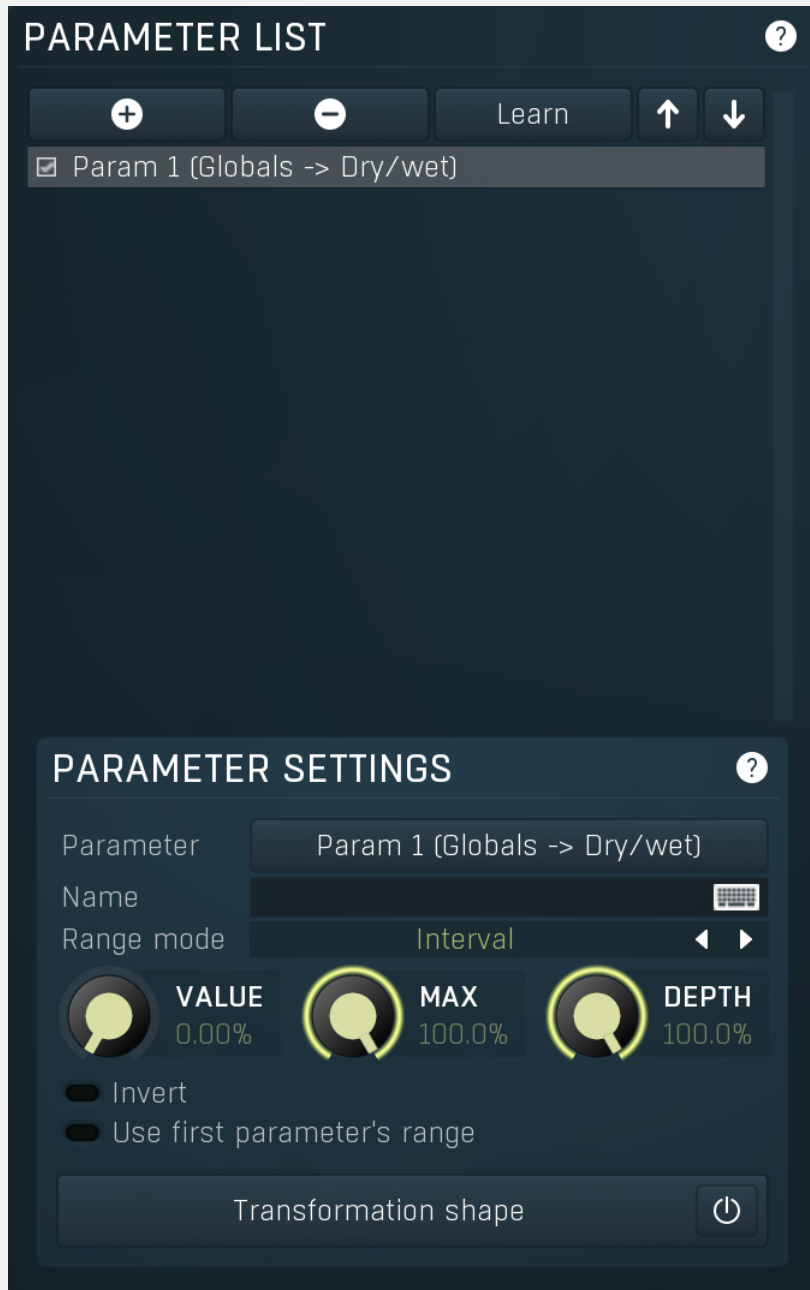 PARAMETER LIST ?
Learn
Param 1 (Globals -> Dry/wet)
PARAMETER SETTINGS ?
Parameter Param 1 (Globals -> Dry/wet)
Name
Range mode Interval
VALUE MAX DEPTH
0.00% 100.0% 100.0%
Invert
Use first parameter's range
Transformation shape